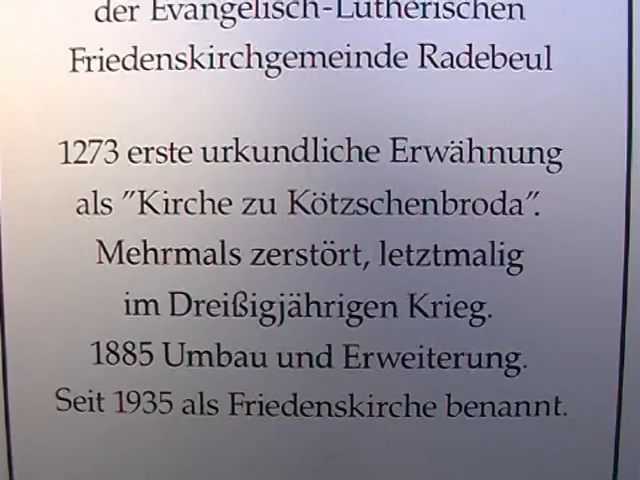 der Evangelisch-Lutherischen
Friedenskirchgemeinde Radebeul
1273 erste urkundliche Erwähnung
als "Kirche zu Kötzschenbroda".
Mehrmals zerstört, letztmalig
im Dreißigjährigen Krieg.
1885 Umbau und Erweiterung.
Seit 1935 als Friedenskirche benannt.